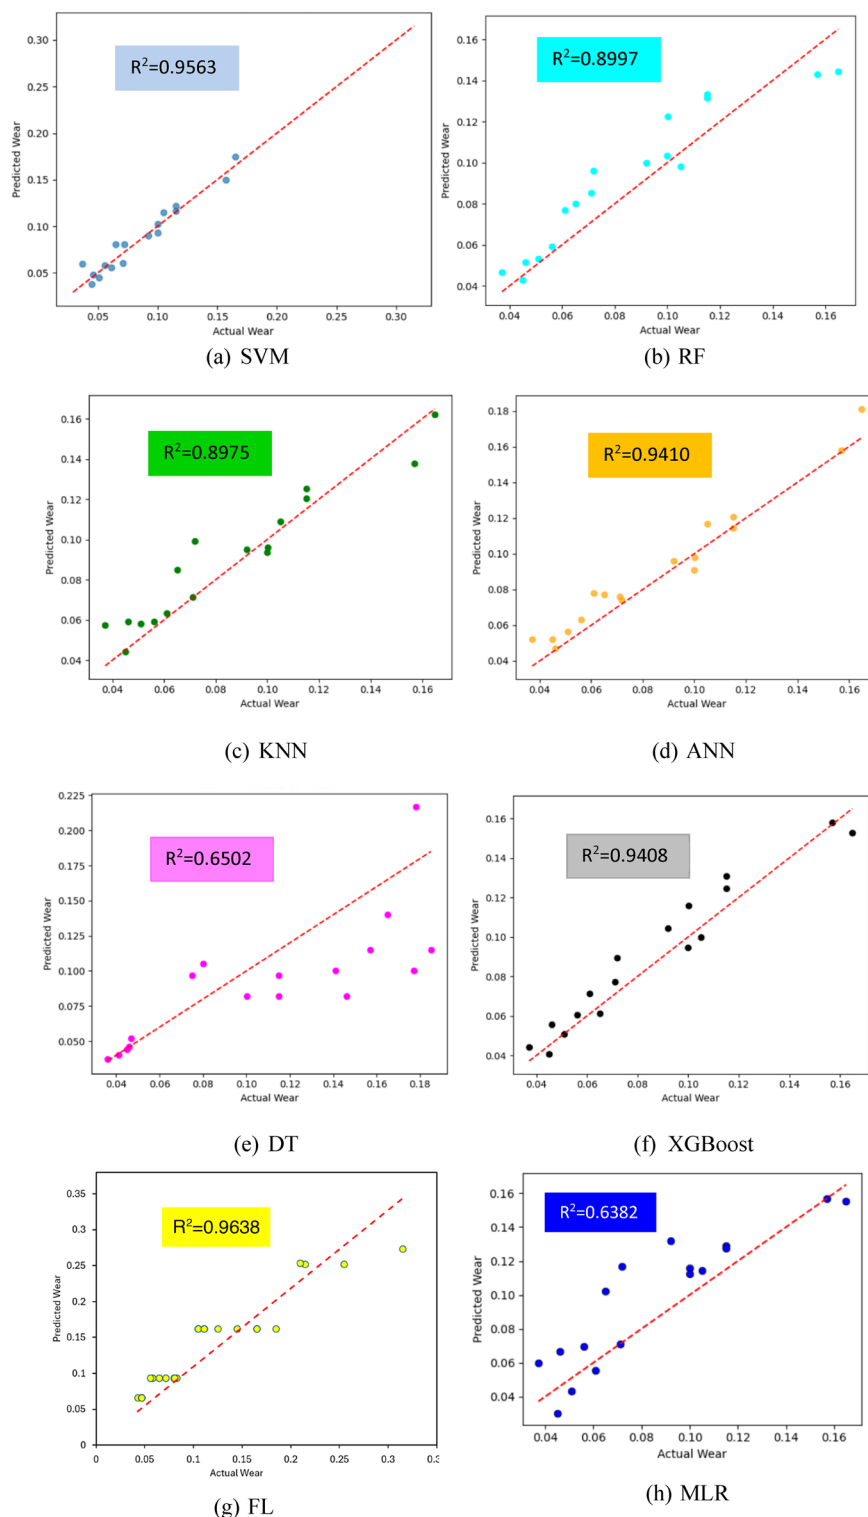 R²=0.9563
Predicted Wear
0.30
0.25
0.20
0.15
0.10
0.05
0.05 0.10 0.15 0.20 0.25 0.30
Actual Wear
(a) SVM
R²=0.8997
Predicted Wear
0.16
0.14
0.12
0.10
0.08
0.06
0.04
0.04 0.06 0.08 0.10 0.12 0.14 0.16
Actual Wear
(b) RF
R²=0.8975
Predicted Wear
0.16
0.14
0.12
0.10
0.08
0.06
0.04
0.04 0.06 0.08 0.10 0.12 0.14 0.16
Actual Wear
(c) KNN
R²=0.9410
Predicted Wear
0.18
0.16
0.14
0.12
0.10
0.08
0.06
0.04
0.04 0.06 0.08 0.10 0.12 0.14 0.16
Actual Wear
(d) ANN
R²=0.6502
Predicted Wear
0.225
0.200
0.175
0.150
0.125
0.100
0.075
0.050
0.04 0.06 0.08 0.10 0.12 0.14 0.16 0.18
Actual Wear
(e) DT
R²=0.9408
Predicted Wear
0.16
0.14
0.12
0.10
0.08
0.06
0.04
0.04 0.06 0.08 0.10 0.12 0.14 0.16
Actual Wear
(f) XGBoost
R²=0.9638
Predicted Wear
0.35
0.3
0.25
0.2
0.15
0.1
0.05
0
0 0.05 0.1 0.15 0.2 0.25 0.3
Actual Wear
(g) FL
R²=0.6382
Predicted Wear
0.16
0.14
0.12
0.10
0.08
0.06
0.04
0.04 0.06 0.08 0.10 0.12 0.14 0.16
Actual Wear
(h) MLR